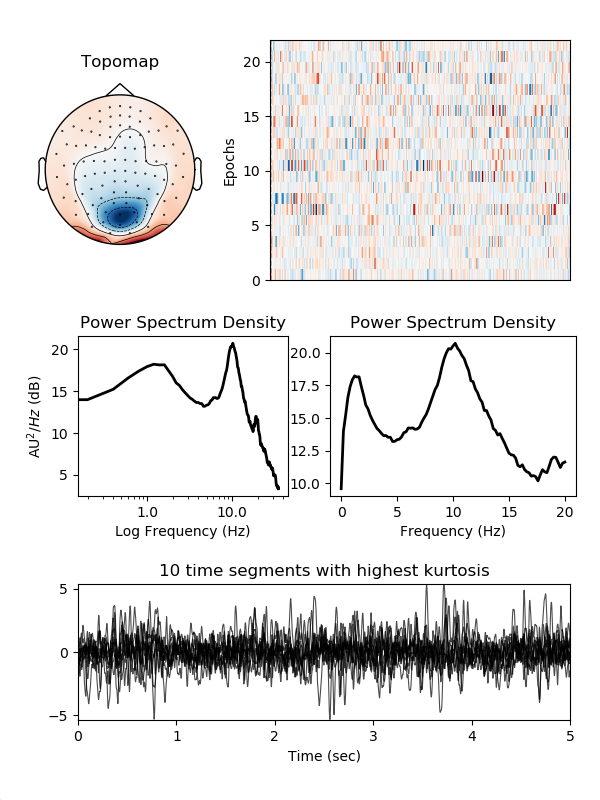 Topomap
Epochs
20
15
10
5
0
Power Spectrum Density
AU²/Hz (dB)
20
15
10
5
1.0 10.0
Log Frequency (Hz)
Power Spectrum Density
20.0
17.5
15.0
12.5
10.0
0 5 10 15 20
Frequency (Hz)
10 time segments with highest kurtosis
5
0
−5
0 1 2 3 4 5
Time (sec)